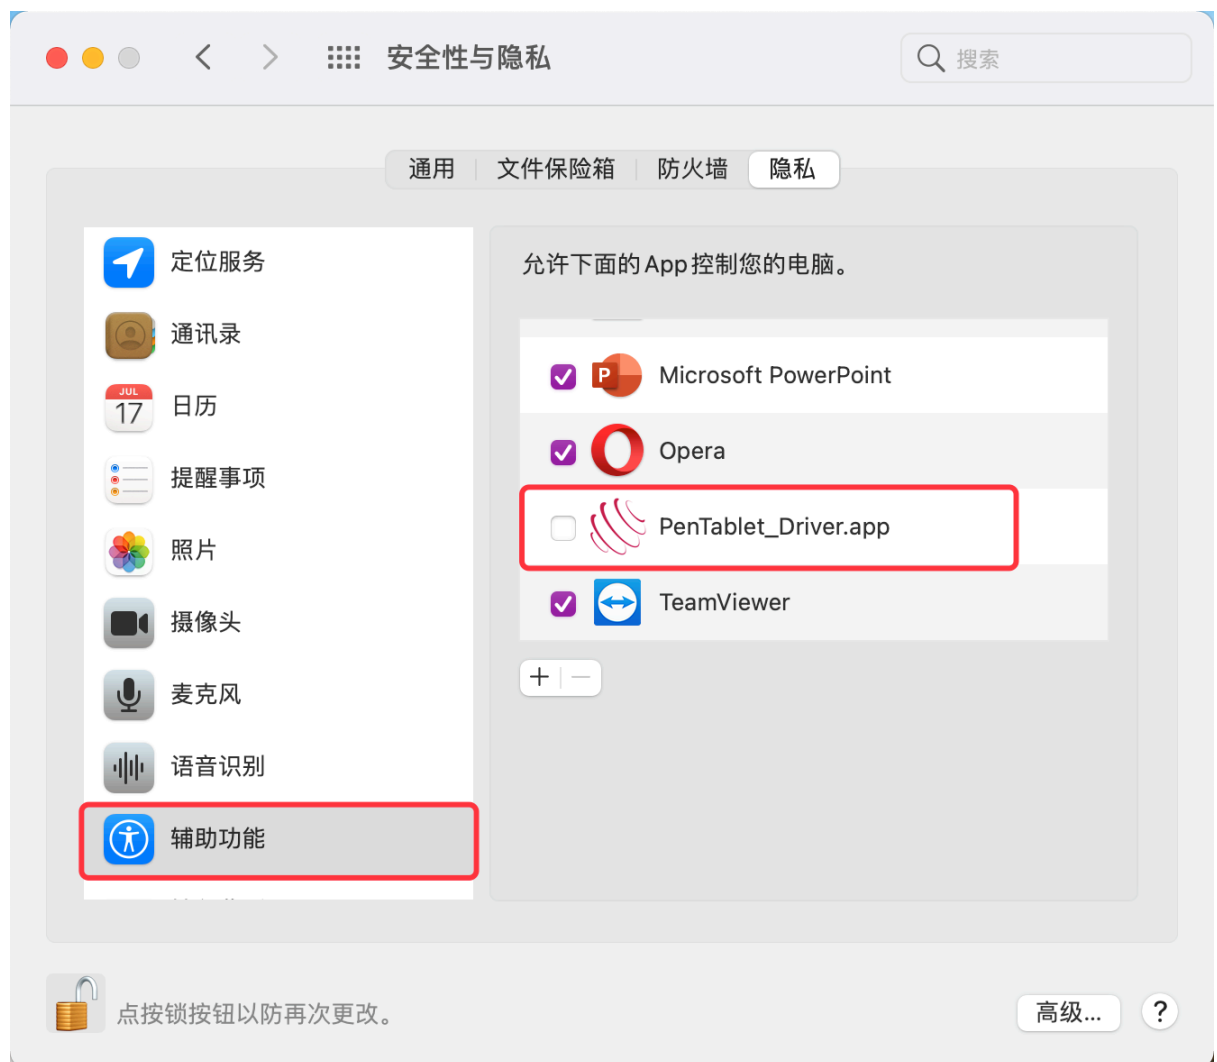 安全性与隐私
搜索
通用
文件保险箱
防火墙
隐私
定位服务
通讯录
JUL
17
日历
提醒事项
照片
摄像头
麦克风
语音识别
辅助功能
允许下面的App控制您的电脑。
P
Microsoft PowerPoint
Opera
PenTablet_Driver.app
TeamViewer
点按锁按钮以防再次更改。
高级...
?